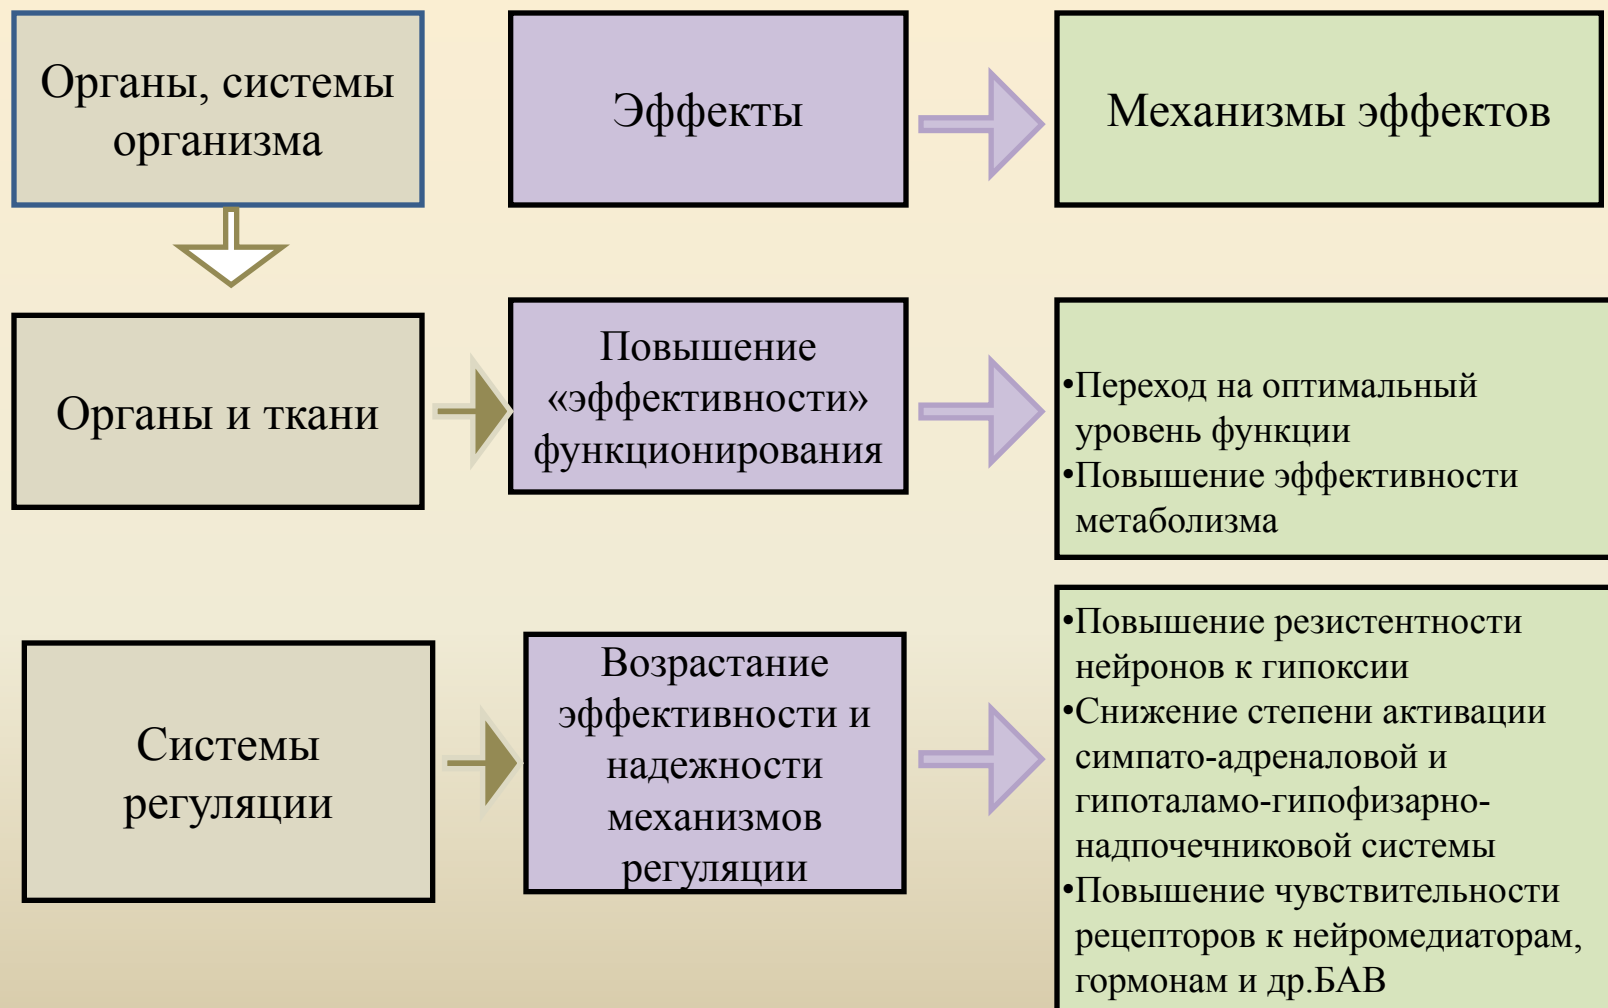 Органы, системы
организма
Эффекты
Механизмы эффектов
Органы и ткани
Повышение
«эффективности»
функционирования
•Переход на оптимальный
уровень функции
•Повышение эффективности
метаболизма
Системы
регуляции
Возрастание
эффективности и
надежности
механизмов
регуляции
•Повышение резистентности
нейронов к гипоксии
•Снижение степени активации
симпато-адреналовой и
гипоталамо-гипофизарно-
надпочечниковой системы
•Повышение чувствительности
рецепторов к нейромедиаторам,
гормонам и др.БАВ